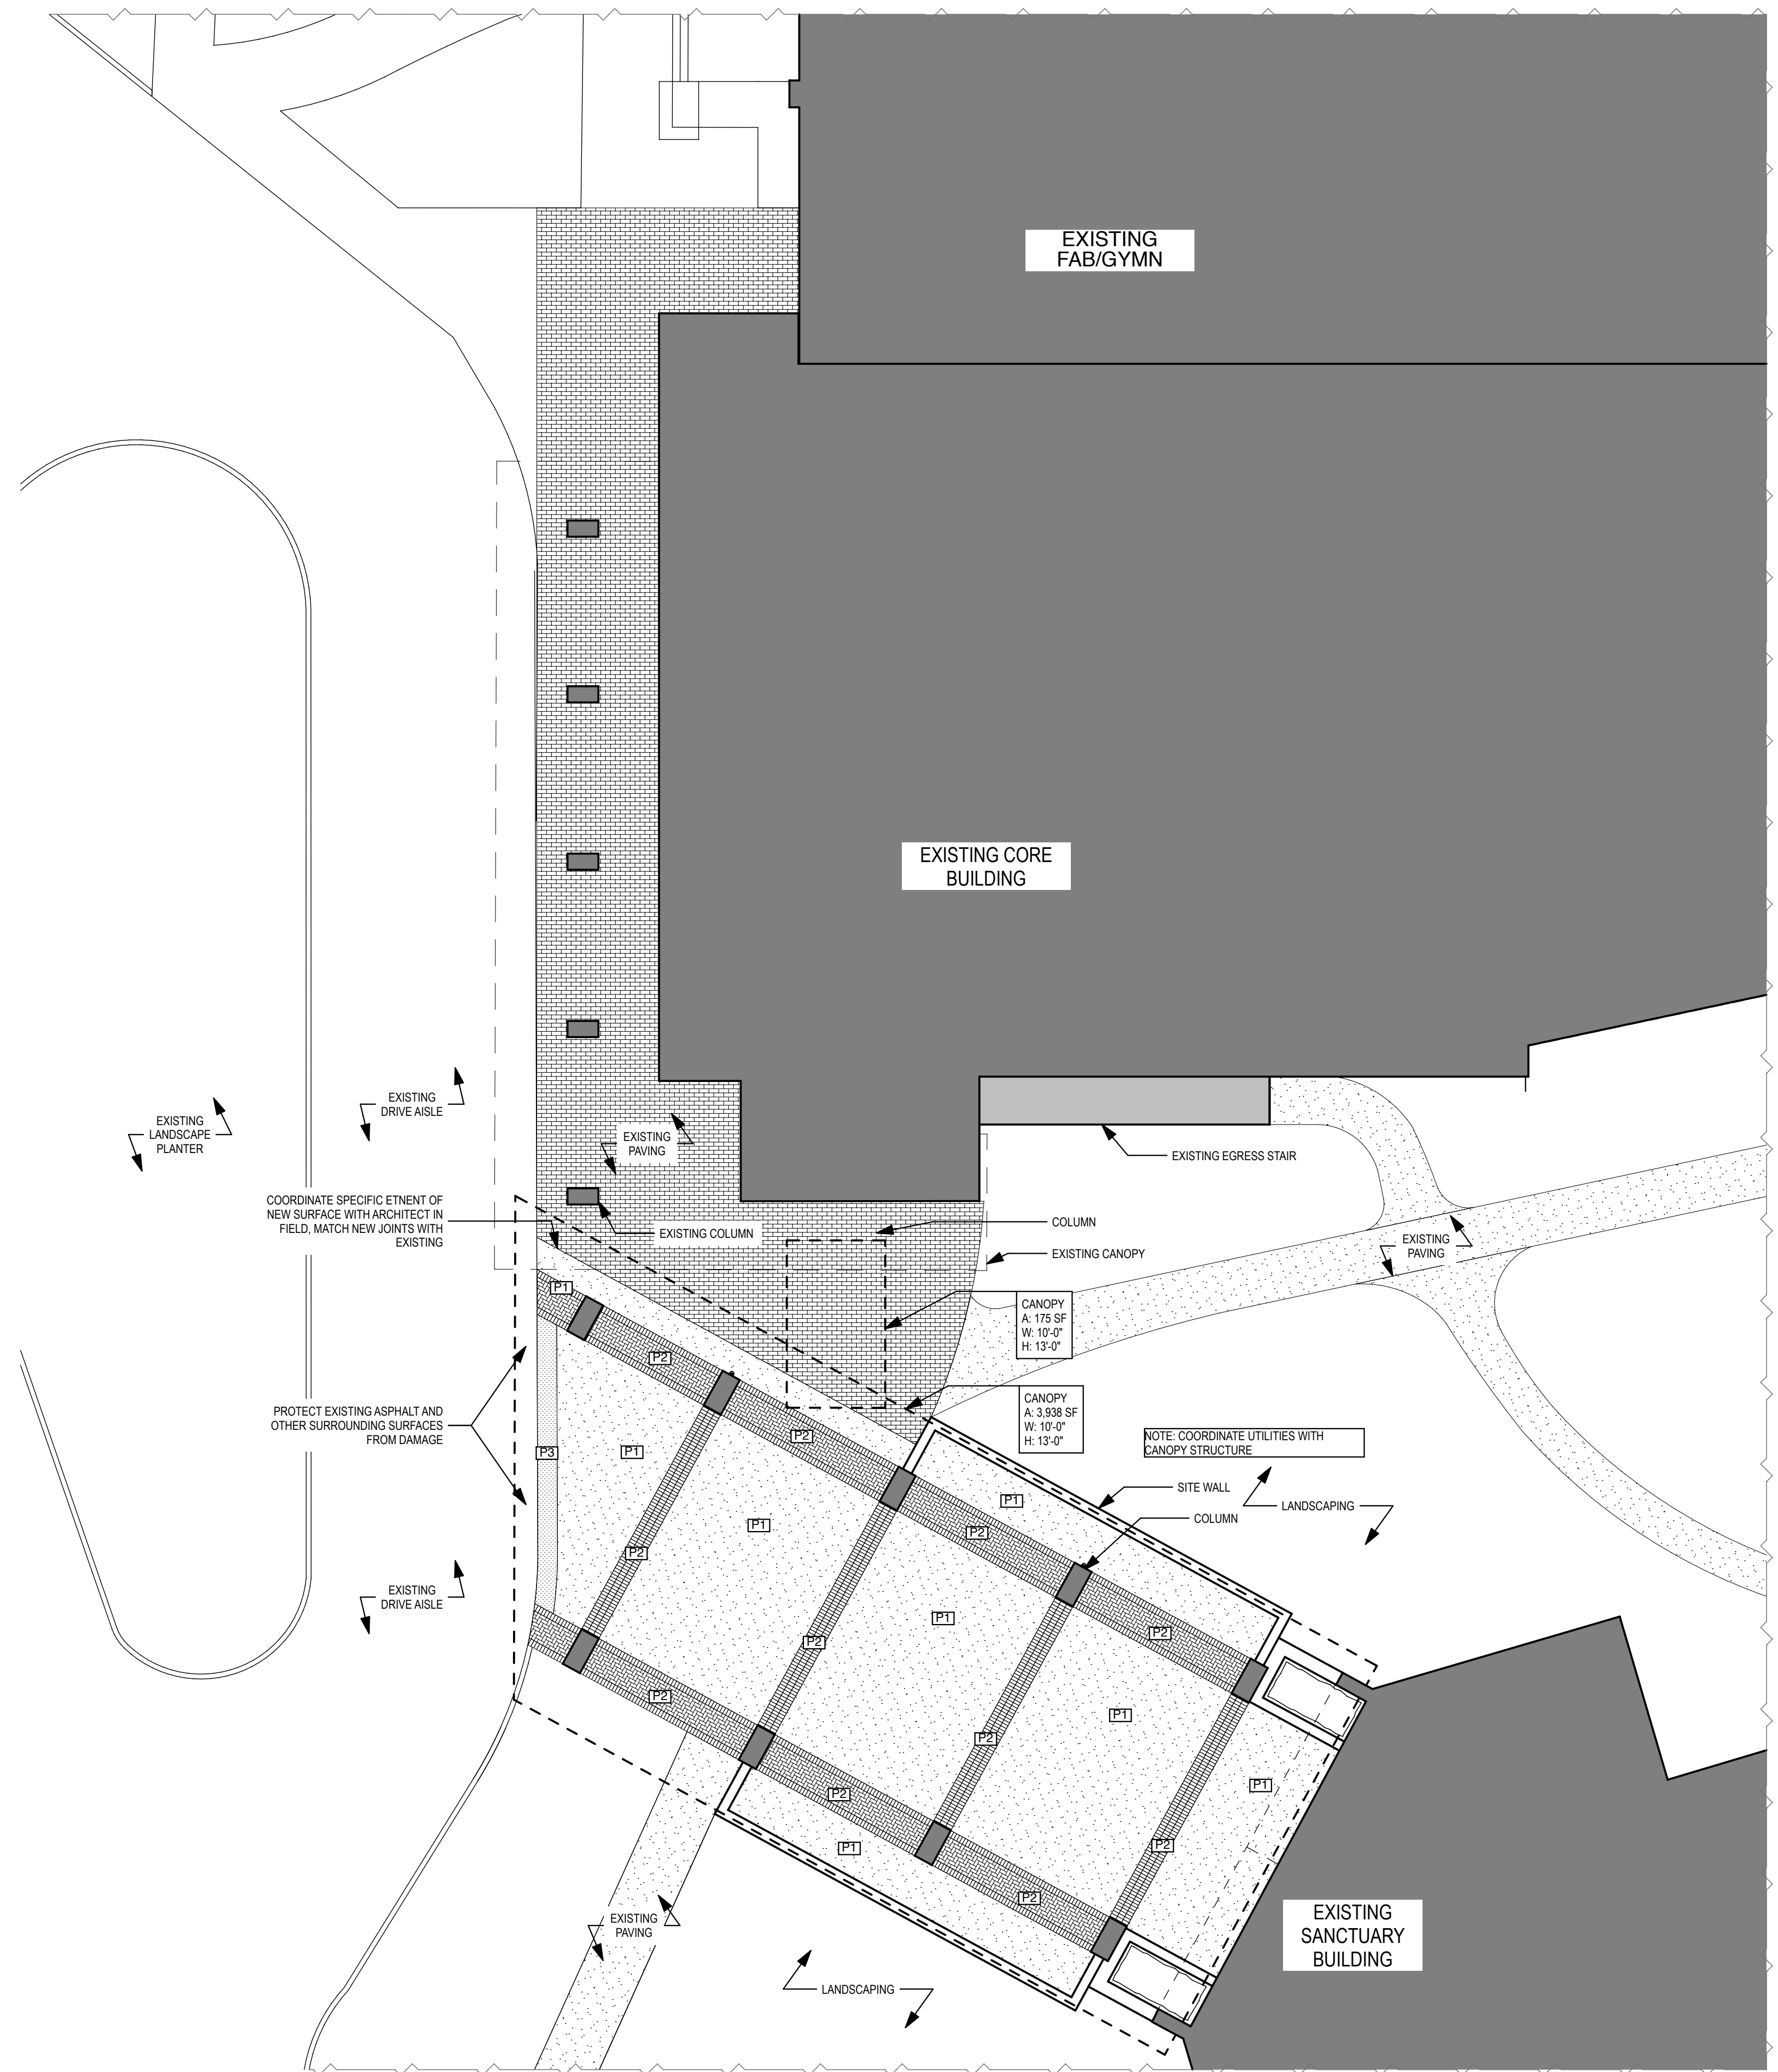 EXISTING
FAB/GYMN
EXISTING CORE
BUILDING
EXISTING
DRIVE AISLE
EXISTING
LANDSCAPE
PLANTER
EXISTING
PAVING
EXISTING EGRESS STAIR
COORDINATE SPECIFIC ETNENT OF
NEW SURFACE WITH ARCHITECT IN
FIELD, MATCH NEW JOINTS WITH
EXISTING
EXISTING COLUMN
COLUMN
EXISTING CANOPY
EXISTING
PAVING
P1
CANOPY
A: 175 SF
W: 10'-0"
H: 13'-0"
P2
PROTECT EXISTING ASPHALT AND
OTHER SURROUNDING SURFACES
FROM DAMAGE
CANOPY
A: 3,938 SF
W: 10'-0"
H: 13'-0"
P2
NOTE: COORDINATE UTILITIES WITH
CANOPY STRUCTURE
P3
P1
SITE WALL
P1
LANDSCAPING
COLUMN
P1
P2
P2
EXISTING
DRIVE AISLE
P1
P2
P2
P2
P1
P2
P1
P2
P1
P2
P2
EXISTING
PAVING
EXISTING
SANCTUARY
BUILDING
LANDSCAPING